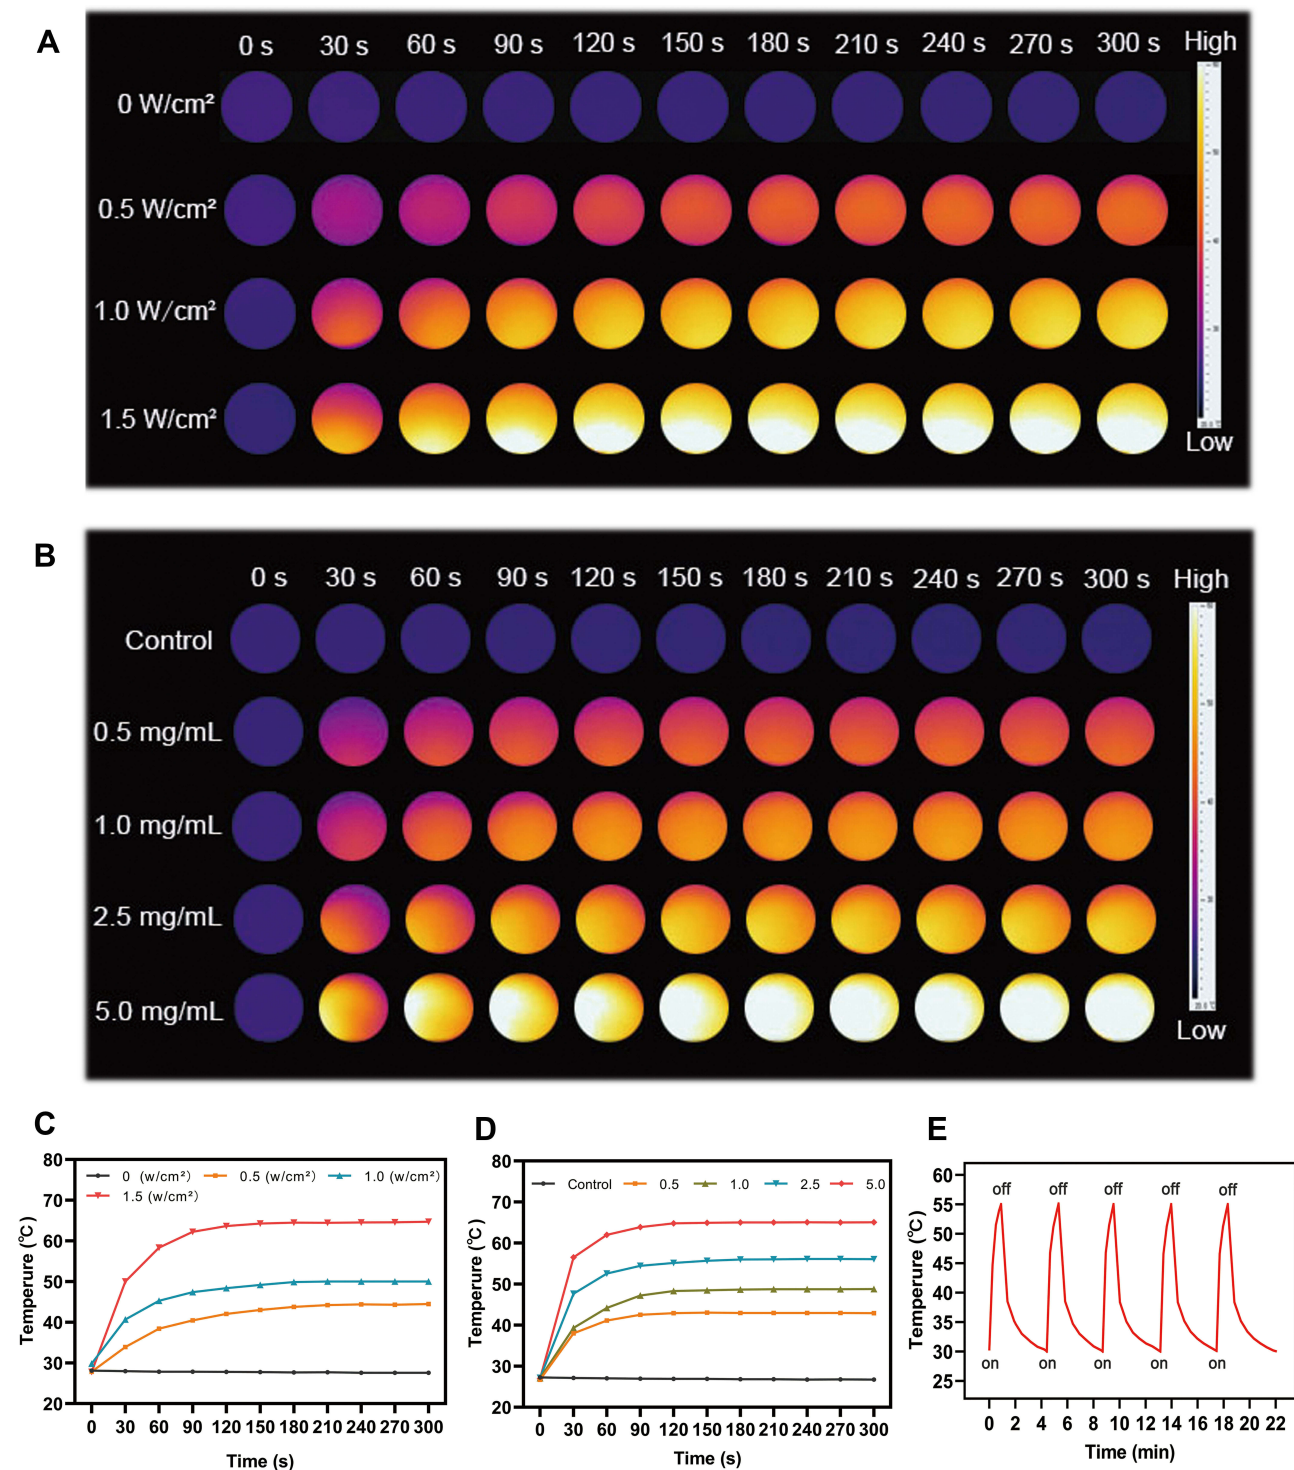 A
0 s 30 s 60 s 90 s 120 s 150 s 180 s 210 s 240 s 270 s 300 s High
0 W/cm²
0.5 W/cm²
1.0 W/cm²
1.5 W/cm²
Low
B
0 s 30 s 60 s 90 s 120 s 150 s 180 s 210 s 240 s 270 s 300 s High
Control
0.5 mg/mL
1.0 mg/mL
2.5 mg/mL
5.0 mg/mL
Low
C
80
70
60
50
40
30
20
Temperure (℃)
0 (w/cm²) 0.5 (w/cm²) 1.0 (w/cm²)
1.5 (w/cm²)
0 30 60 90 120 150 180 210 240 270 300
Time (s)
D
80
70
60
50
40
30
20
Temperure (℃)
Control 0.5 1.0 2.5 5.0
0 30 60 90 120 150 180 210 240 270 300
Time (s)
E
60
55
50
45
40
35
30
25
Temperure (℃)
off off off off off
on on on on on
0 2 4 6 8 10 12 14 16 18 20 22
Time (min)